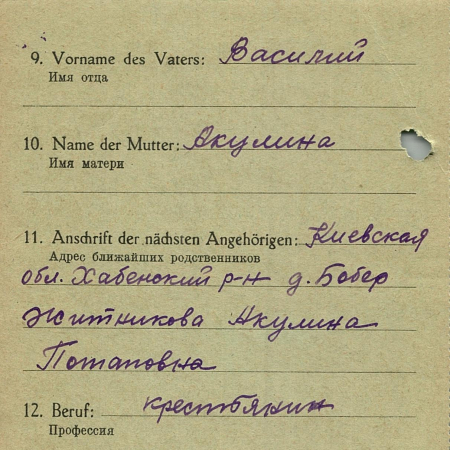 9. Vorname des Vaters: Василий
Имя отца
10. Name der Mutter: Акулина
Имя матери
11. Anschrift der nächsten Angehörigen: Киевская
Адрес ближайших родственников
обл. Хабенский р-н д. Бобер
Житникова Акулина
Потаповна
12. Beruf: крестьянин
Профессия